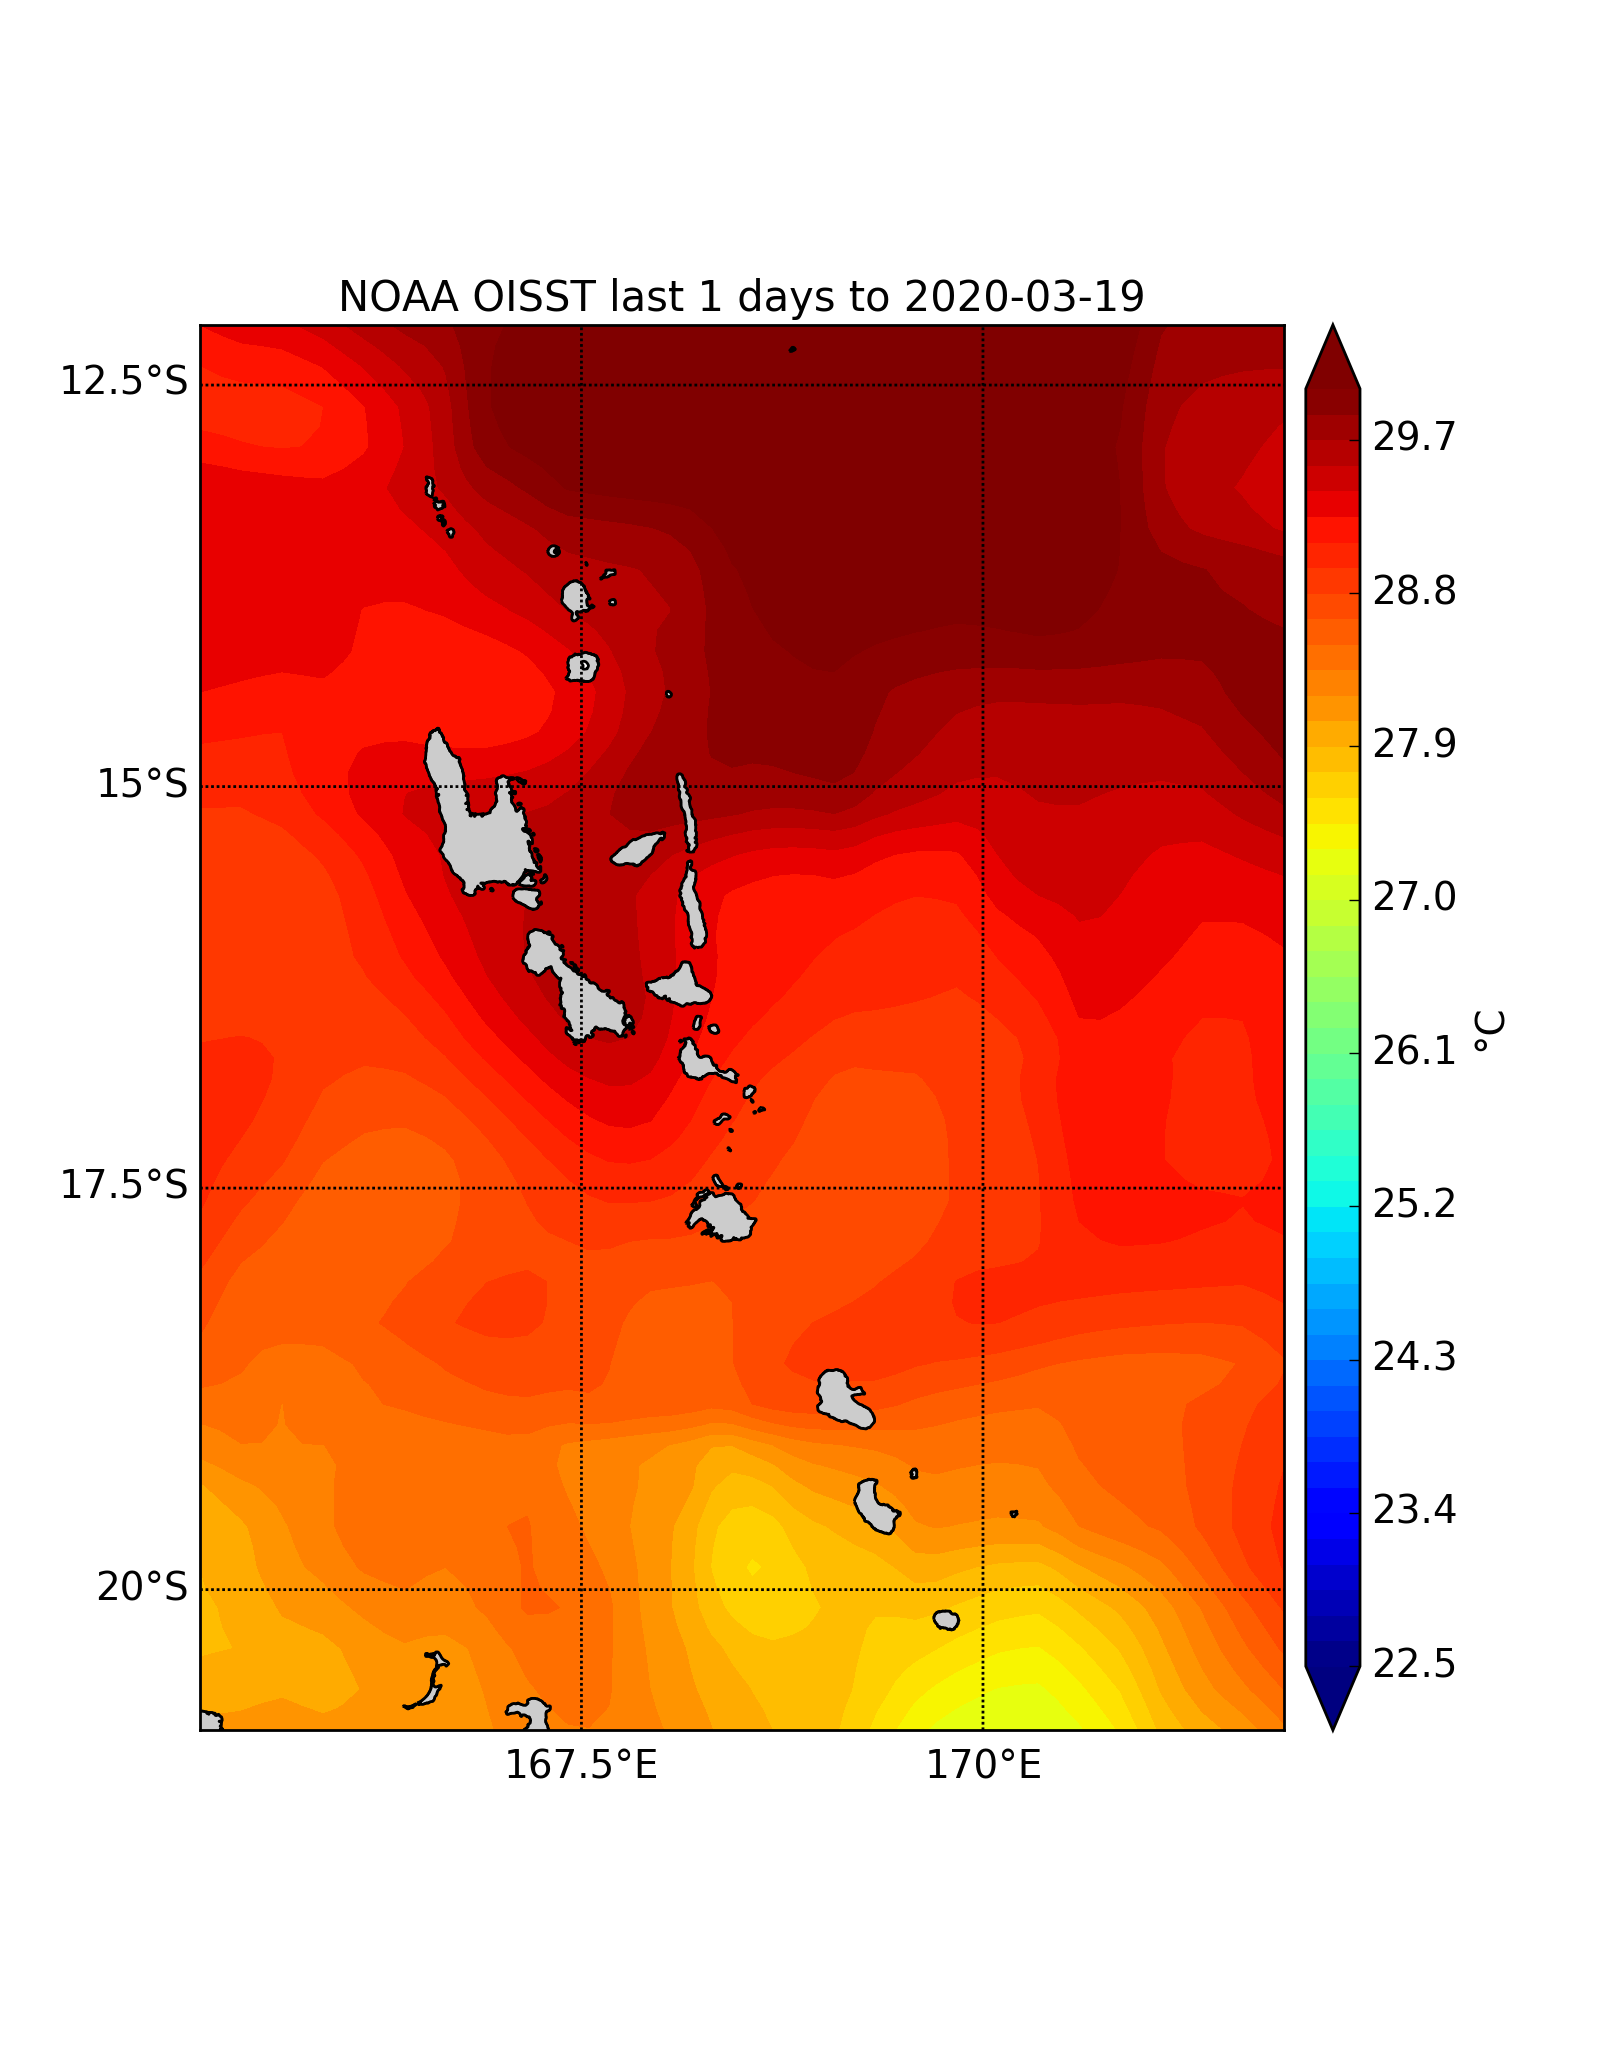 NOAA OISST last 1 days to 2020-03-19
12.5°S
15°S
17.5°S
20°S
167.5°E
170°E
29.7
28.8
27.9
27.0
26.1
25.2
24.3
23.4
22.5
°C